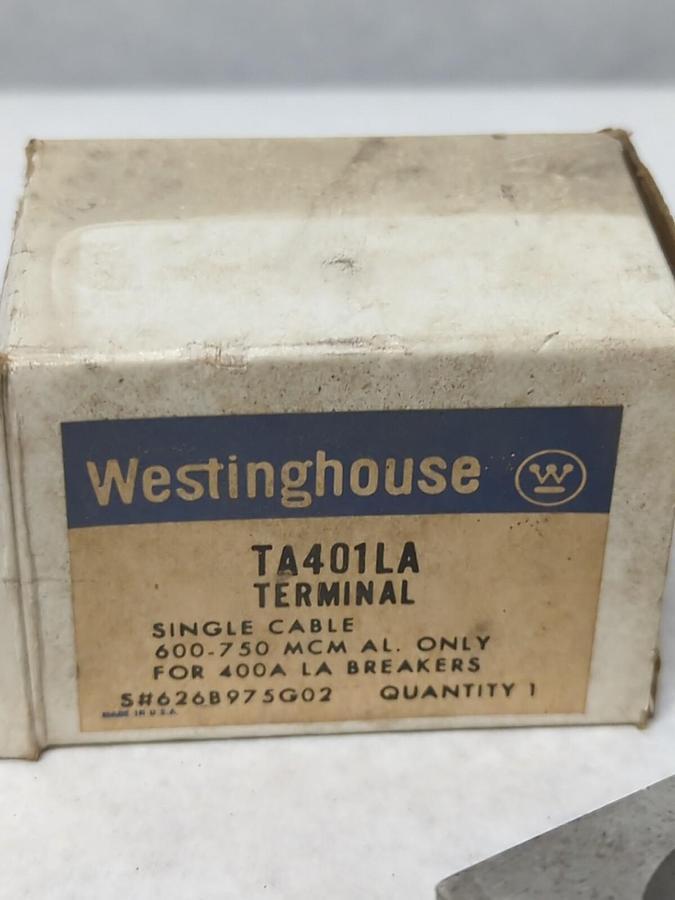 Westinghouse
TA401LA
TERMINAL
SINGLE CABLE
600-750 MCM AL. ONLY
FOR 400A LA BREAKERS
S#626B975G02 QUANTITY 1
MADE IN U.S.A.